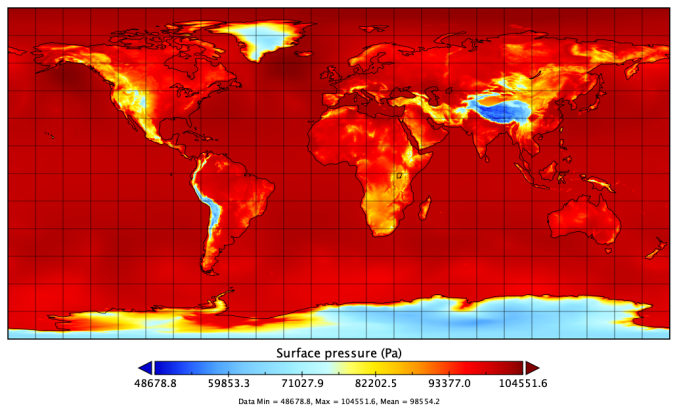 Surface pressure (Pa)
48678.8 59853.3 71027.9 82202.5 93377.0 104551.6
Data Min = 48678.8, Max = 104551.6, Mean = 98554.2